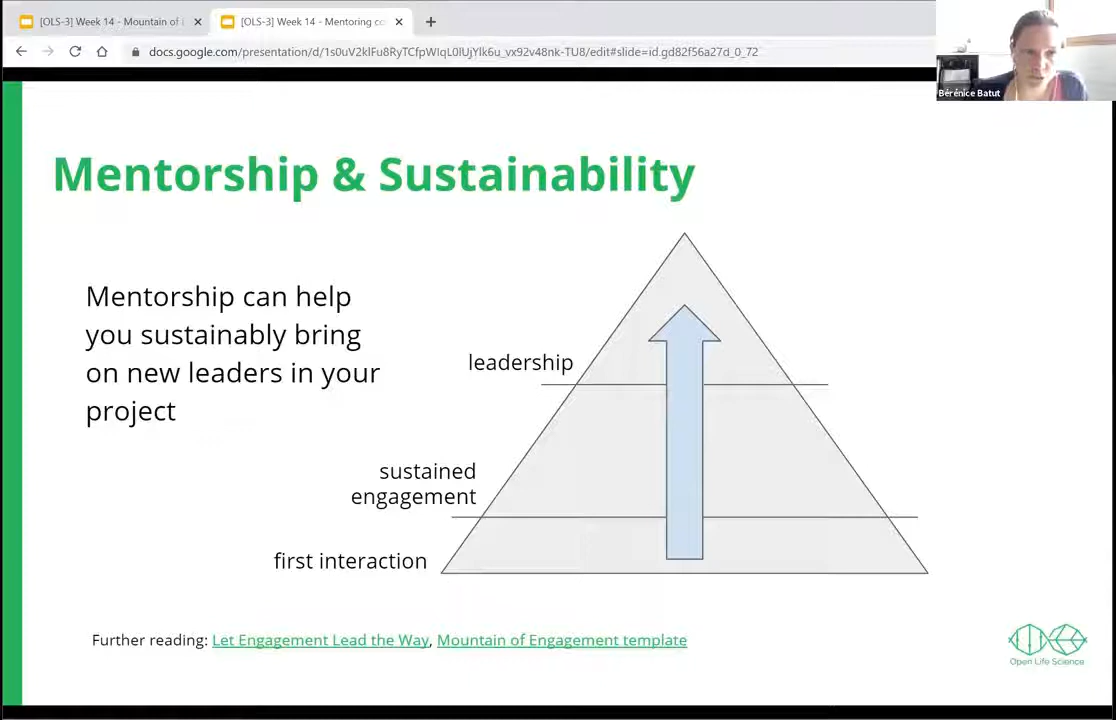 [OLS-3] Week 14 - Mountain of
[OLS-3] Week 14 - Mentoring co
docs.google.com/presentation/d/1s0uV2klFu8RyTCfpWIqL0lUjYlk6u_vx92v48nk-TU8/edit#slide=id.gd82f56a27d_0_72
Bérénice Batut
Mentorship & Sustainability
Mentorship can help
you sustainably bring
on new leaders in your
project
leadership
sustained
engagement
first interaction
Further reading: Let Engagement Lead the Way, Mountain of Engagement template
Open Life Science